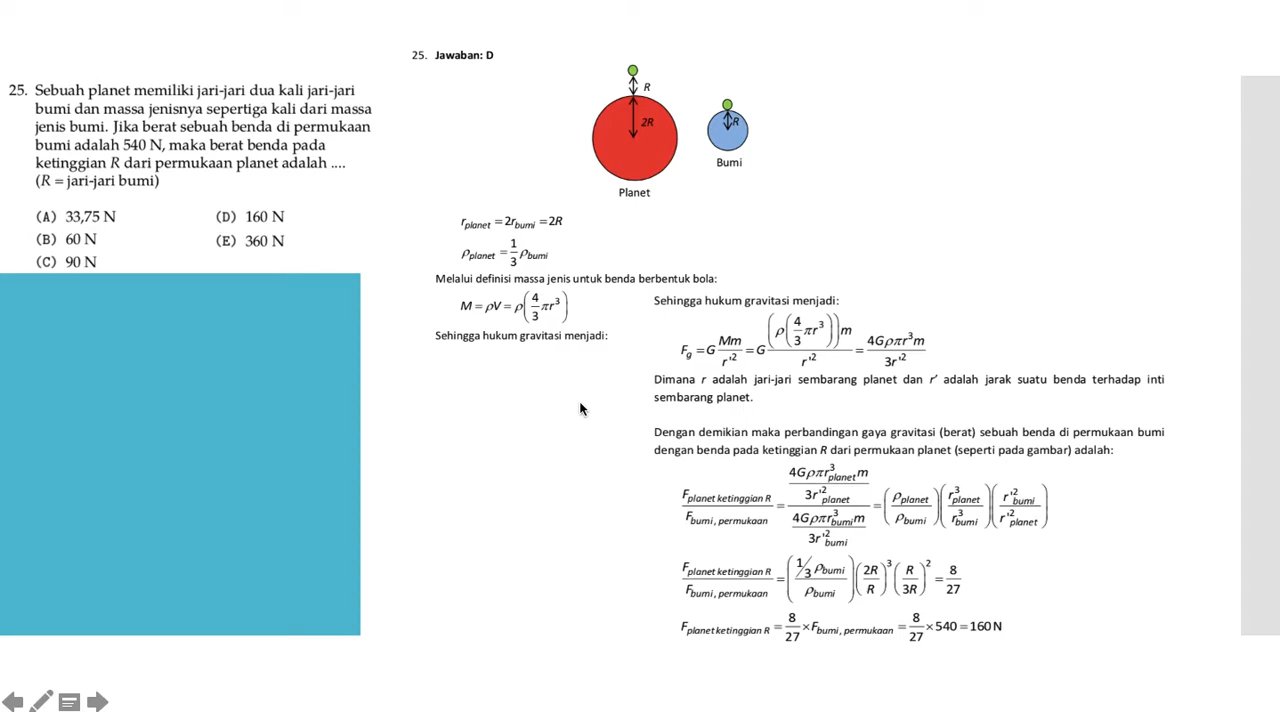 25. Sebuah planet memiliki jari-jari dua kali jari-jari
bumi dan massa jenisnya sepertiga kali dari massa
jenis bumi. Jika berat sebuah benda di permukaan
bumi adalah 540 N, maka berat benda pada
ketinggian R dari permukaan planet adalah ....
(R = jari-jari bumi)
(A) 33,75 N
(B) 60 N
(C) 90 N
(D) 160 N
(E) 360 N
25. Jawaban: D
R
2R
R
Planet
Bumi
r_planet = 2r_bumi = 2R
ρ_planet = 1/3 ρ_bumi
Melalui definisi massa jenis untuk benda berbentuk bola:
M = ρV = ρ(4/3 πr³)
Sehingga hukum gravitasi menjadi:
Sehingga hukum gravitasi menjadi:
F_g = G Mm/r'² = G (ρ(4/3 πr³))m/r'² = 4Gρπr³m/3r'²
Dimana r adalah jari-jari sembarang planet dan r' adalah jarak suatu benda terhadap inti
sembarang planet.
Dengan demikian maka perbandingan gaya gravitasi (berat) sebuah benda di permukaan bumi
dengan benda pada ketinggian R dari permukaan planet (seperti pada gambar) adalah:
F_planet ketinggian R/F_bumi, permukaan = (4Gρπr³_planet m/3r'²_planet)/(4Gρπr³_bumi m/3r'²_bumi) = (ρ_planet/ρ_bumi)(r³_planet/r³_bumi)(r'²_bumi/r'²_planet)
F_planet ketinggian R/F_bumi, permukaan = (1/3 ρ_bumi/ρ_bumi)(2R/R)³(R/3R)² = 8/27
F_planet ketinggian R = 8/27 × F_bumi, permukaan = 8/27 × 540 = 160 N